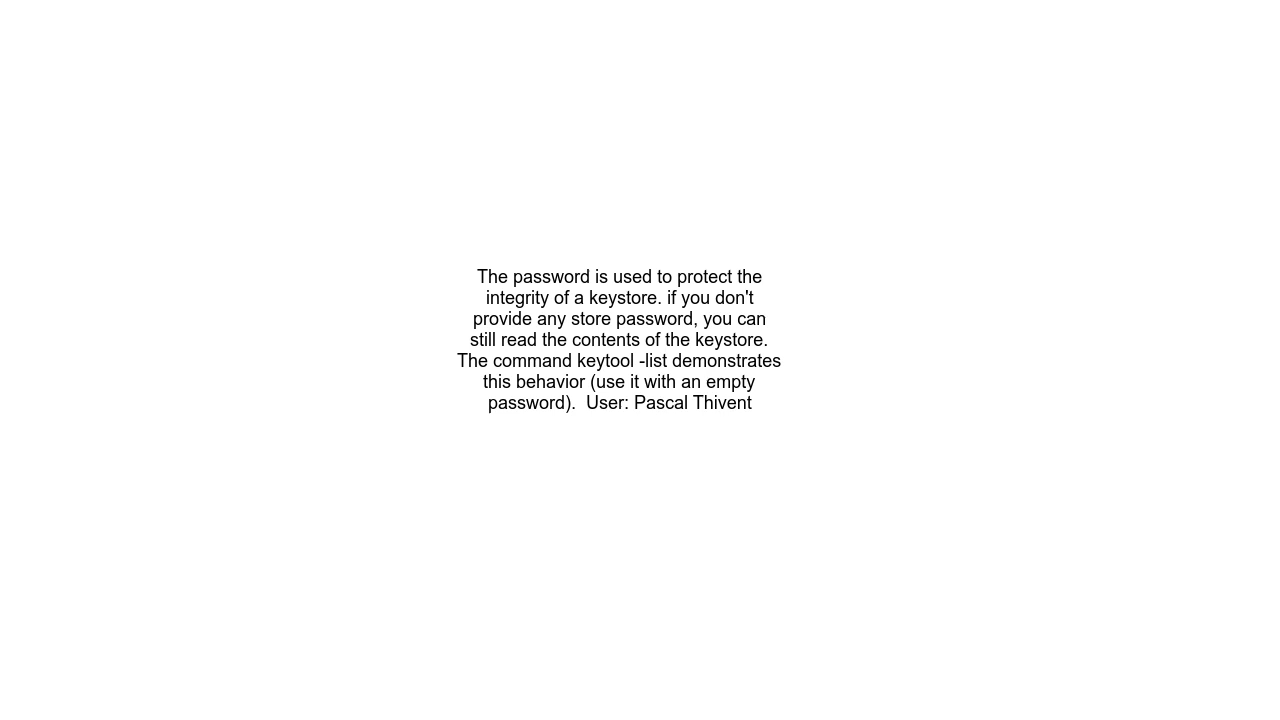 The password is used to protect the
integrity of a keystore. if you don't
provide any store password, you can
still read the contents of the keystore.
The command keytool -list demonstrates
this behavior (use it with an empty
password).  User: Pascal Thivent